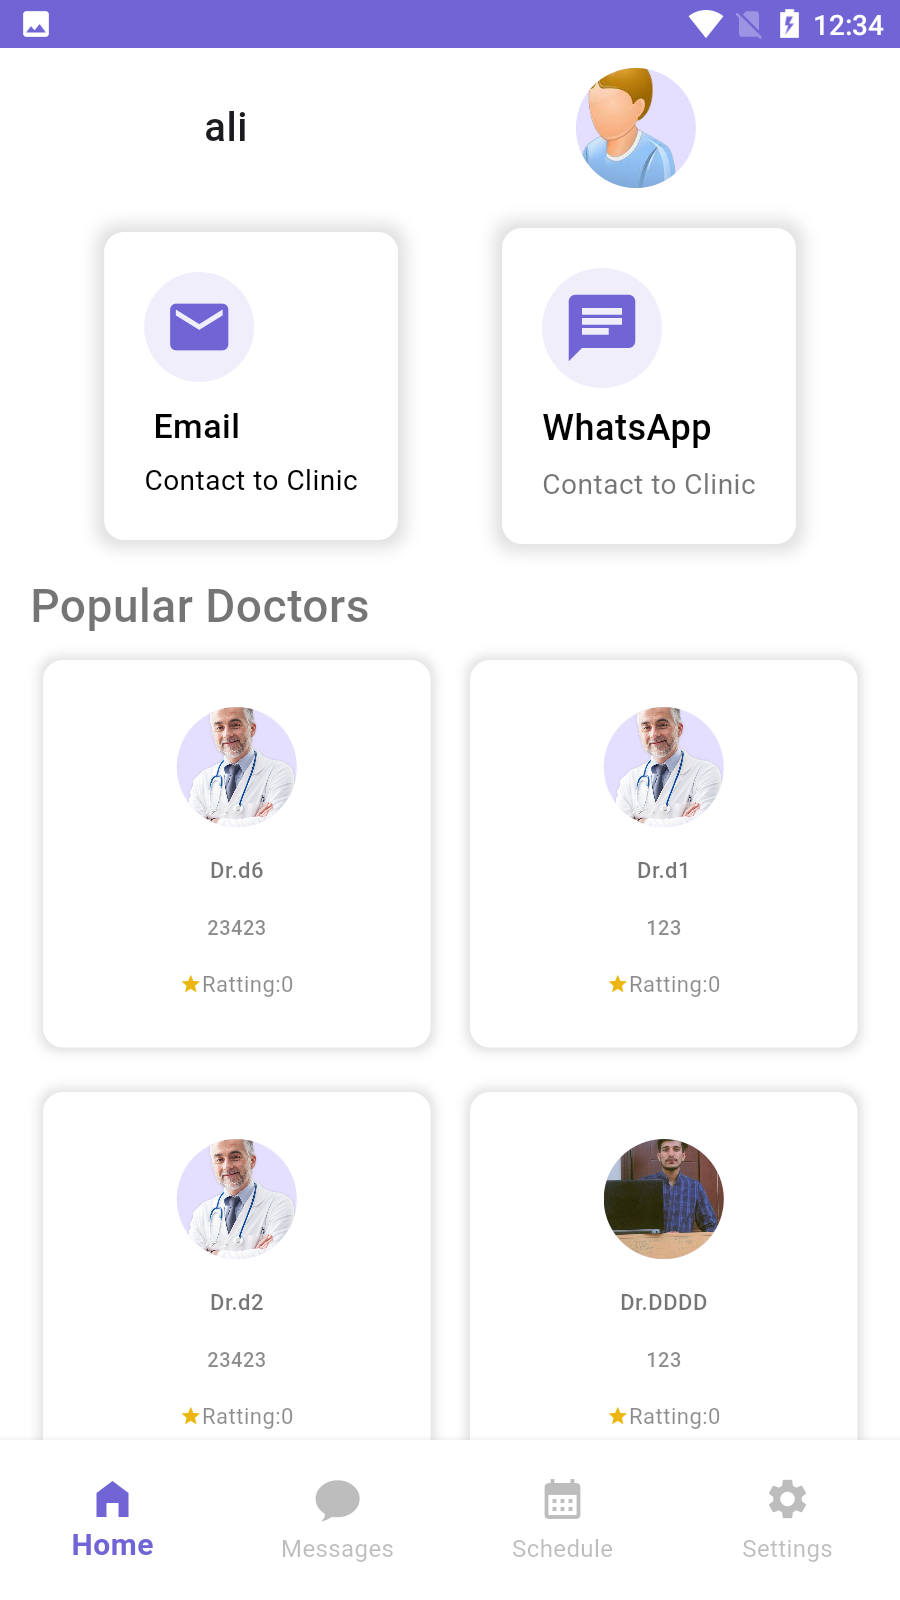 12:34
ali
Email
Contact to Clinic
WhatsApp
Contact to Clinic
Popular Doctors
Dr.d6
23423
Ratting:0
Dr.d1
123
Ratting:0
Dr.d2
23423
Ratting:0
Dr.DDDD
123
Ratting:0
Home
Messages
Schedule
Settings